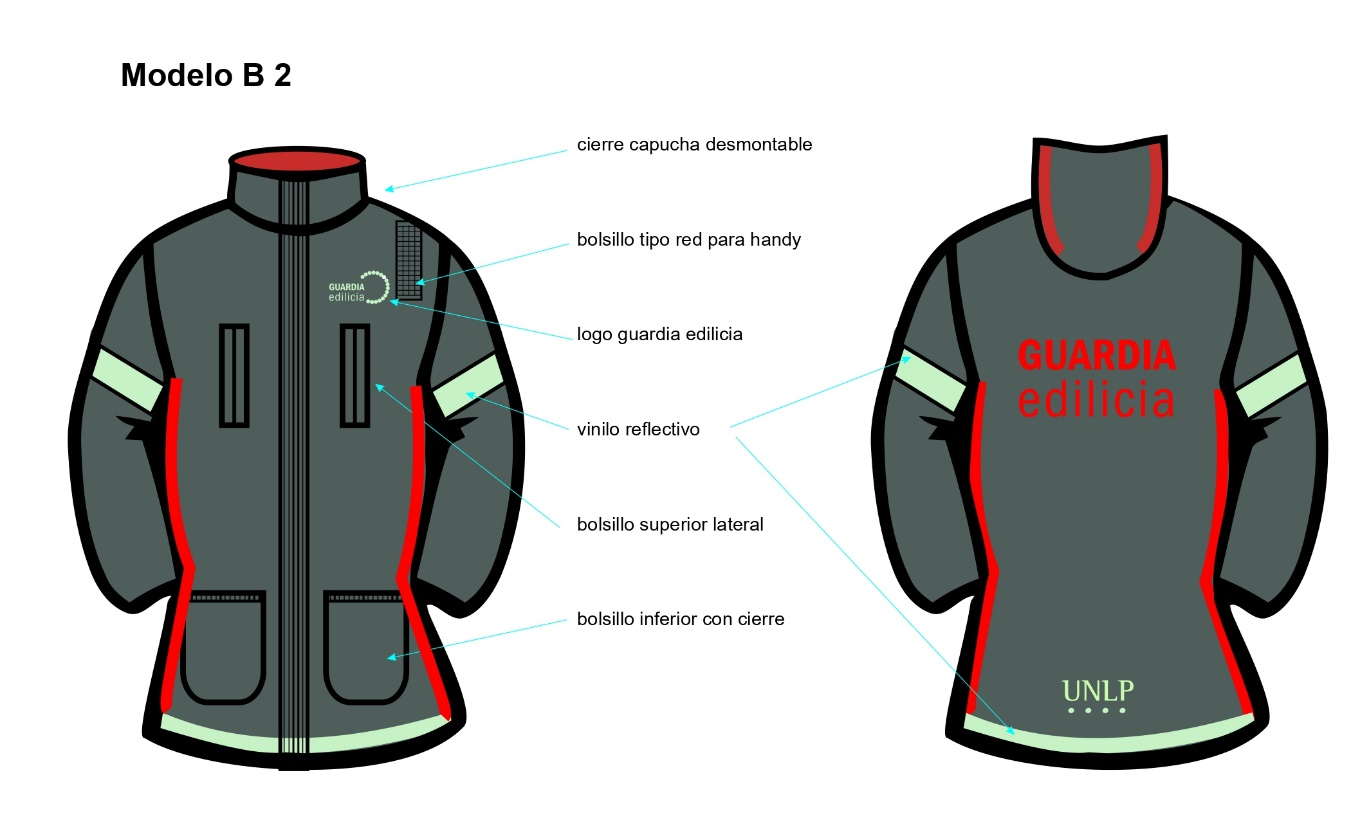 Modelo B 2
cierre capucha desmontable
bolsillo tipo red para handy
logo guardia edilicia
vinilo reflectivo
bolsillo superior lateral
bolsillo inferior con cierre
GUARDIA
edilicia
GUARDIA
edilicia
UNLP